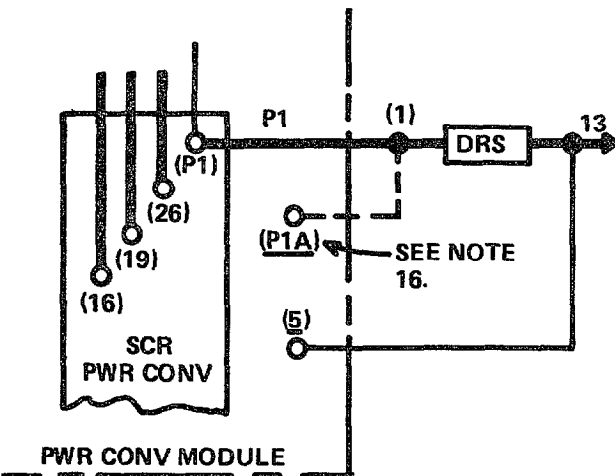 P1
(1)
13
(P1)
DRS
(26)
(P1A)
SEE NOTE
16.
(19)
(16)
(5)
SCR
PWR CONV
PWR CONV MODULE